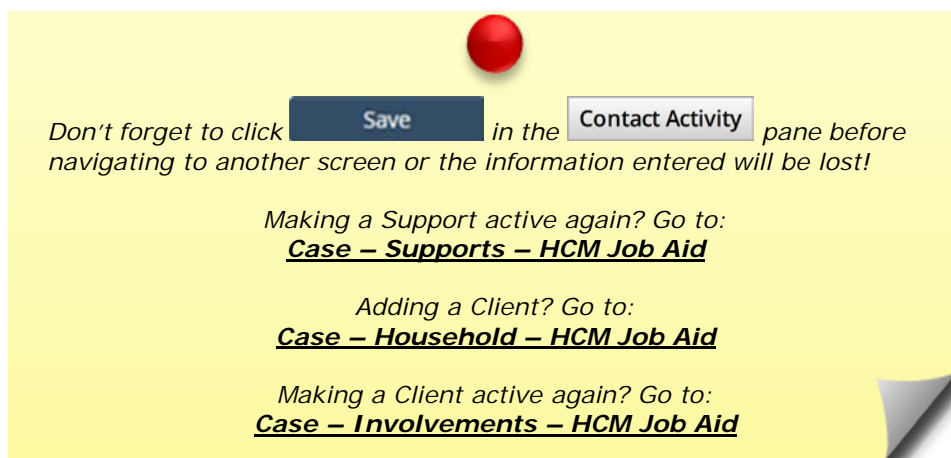 Don't forget to click Save in the Contact Activity pane before
navigating to another screen or the information entered will be lost!
Making a Support active again? Go to:
Case – Supports – HCM Job Aid
Adding a Client? Go to:
Case – Household – HCM Job Aid
Making a Client active again? Go to:
Case – Involvements – HCM Job Aid